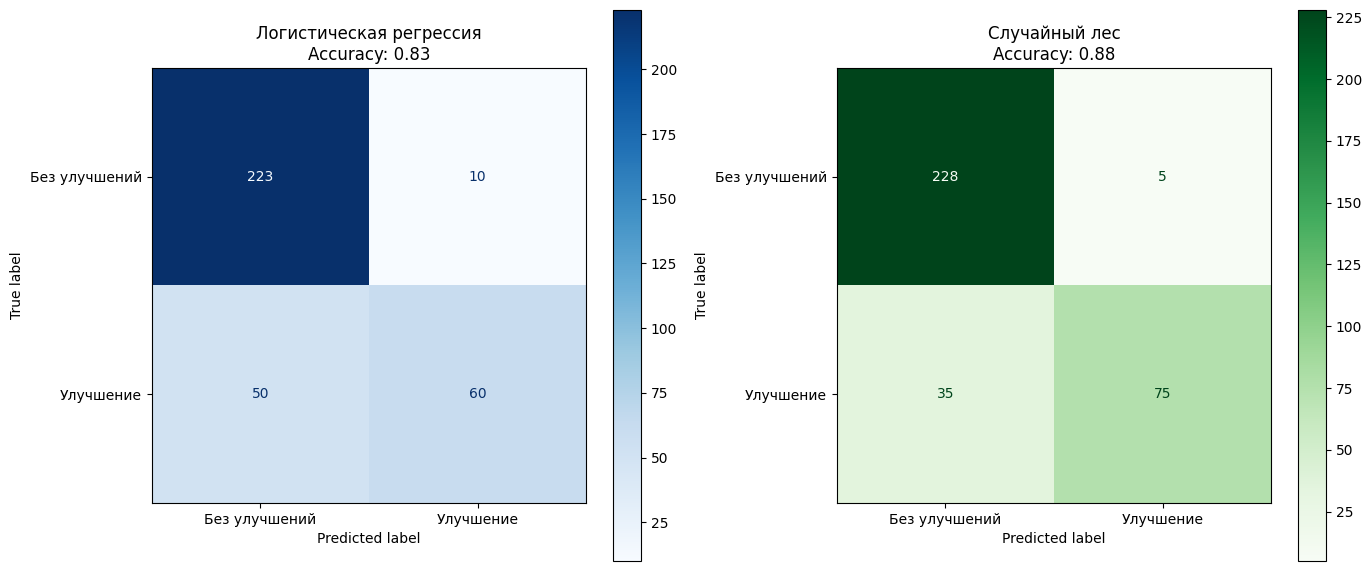 Логистическая регрессия
Accuracy: 0.83
Без улучшений
Улучшение
True label
223
10
50
60
Без улучшений
Улучшение
Predicted label
200
175
150
125
100
75
50
25
Случайный лес
Accuracy: 0.88
Без улучшений
Улучшение
True label
228
5
35
75
Без улучшений
Улучшение
Predicted label
225
200
175
150
125
100
75
50
25